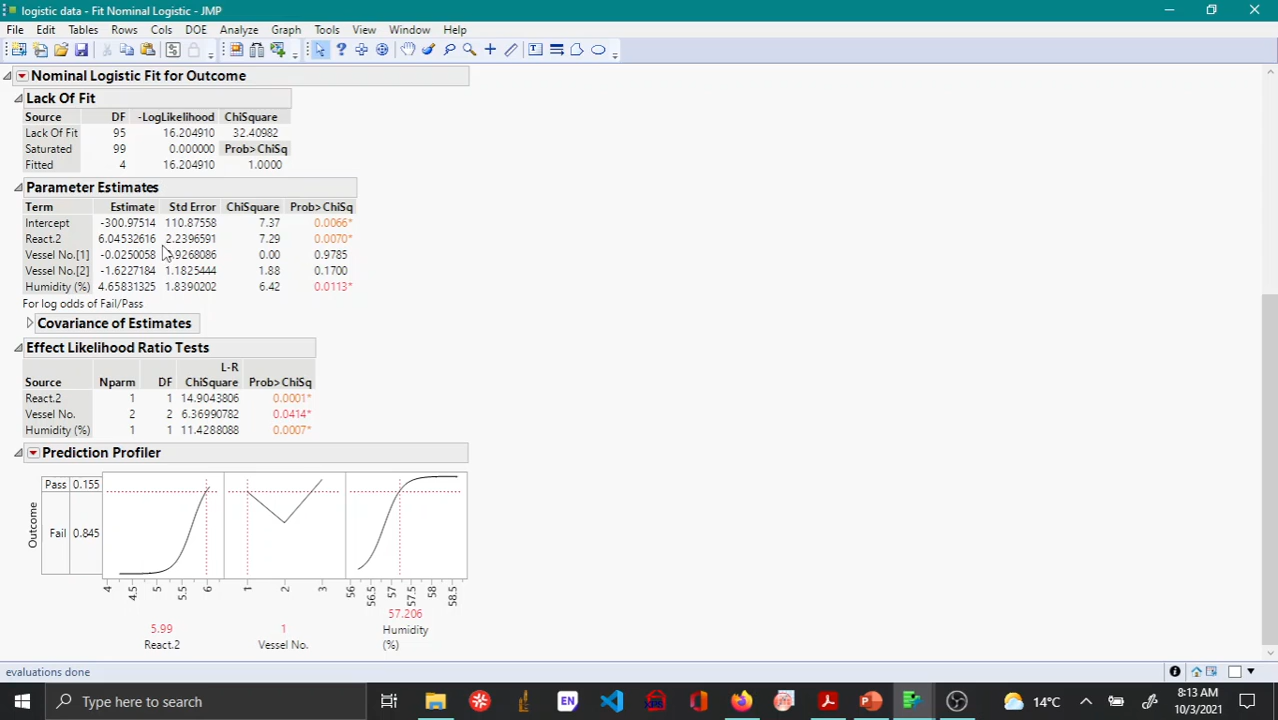 logistic data - Fit Nominal Logistic - JMP
File Edit Tables Rows Cols DOE Analyze Graph Tools View Window Help
Nominal Logistic Fit for Outcome
Lack Of Fit
Source DF -LogLikelihood ChiSquare
Lack Of Fit 95 16.204910 32.40982
Saturated 99 0.000000 Prob>ChiSq
Fitted 4 16.204910 1.0000
Parameter Estimates
Term Estimate Std Error ChiSquare Prob>ChiSq
Intercept -300.97514 110.87558 7.37 0.0066*
React.2 6.04532616 2.2396591 7.29 0.0070*
Vessel No.[1] -0.0250058 .9268086 0.00 0.9785
Vessel No.[2] -1.6227184 1.1825444 1.88 0.1700
Humidity (%) 4.65831325 1.8390202 6.42 0.0113*
For log odds of Fail/Pass
Covariance of Estimates
Effect Likelihood Ratio Tests
L-R
Source Nparm DF ChiSquare Prob>ChiSq
React.2 1 1 14.9043806 0.0001*
Vessel No. 2 2 6.36990782 0.0414*
Humidity (%) 1 1 11.4288088 0.0007*
Prediction Profiler
Outcome
Pass 0.155
Fail 0.845
4 4.5 5 5.5 6 1 2 3 56 56.5 57 57.5 58 58.5
5.99 1 57.206
React.2 Vessel No. Humidity
(%)
evaluations done
Type here to search
EN
14°C
8:13 AM
10/3/2021